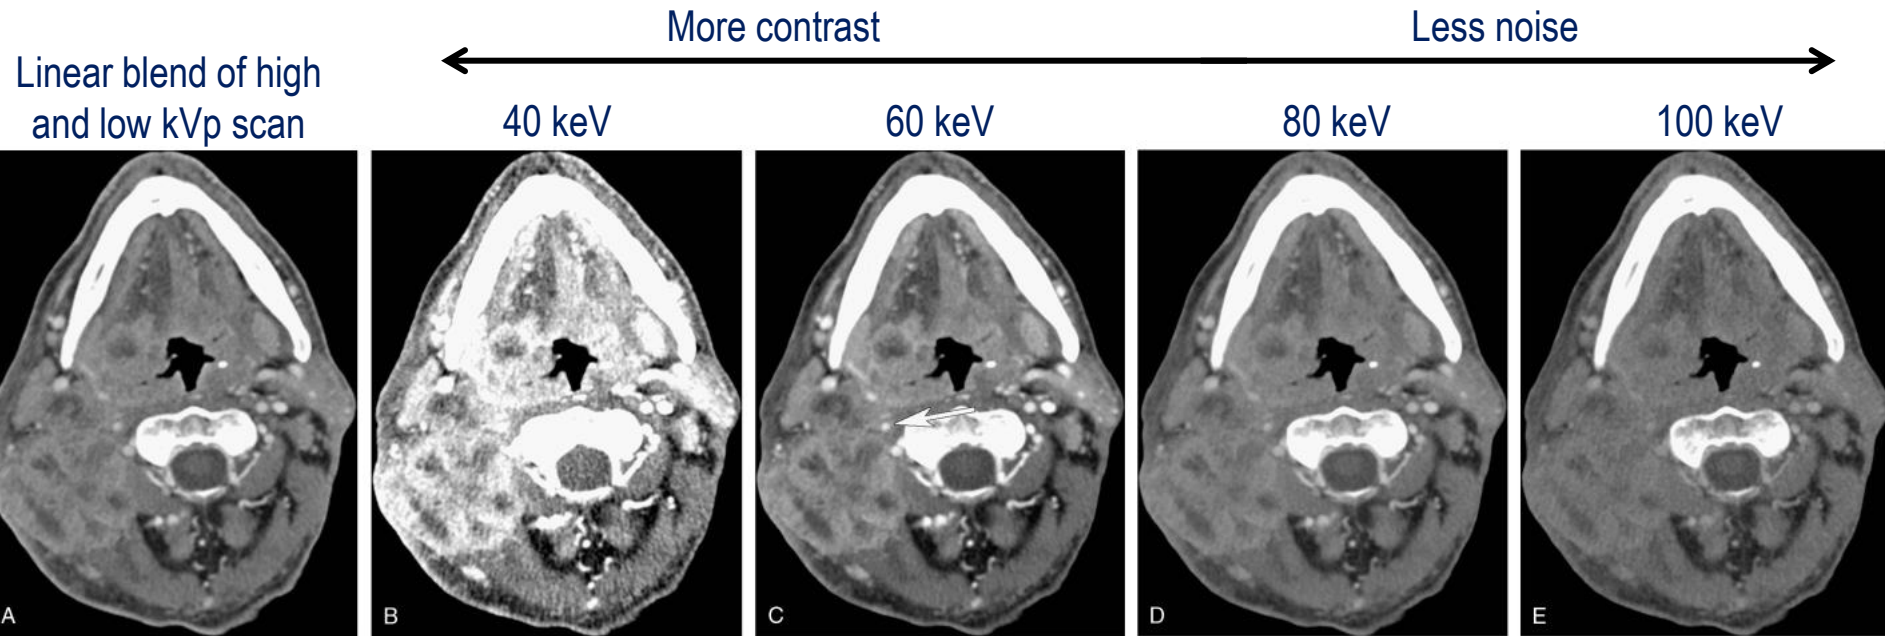 More contrast
Less noise
Linear blend of high
and low kVp scan
40 keV
60 keV
80 keV
100 keV
A
B
C
D
E